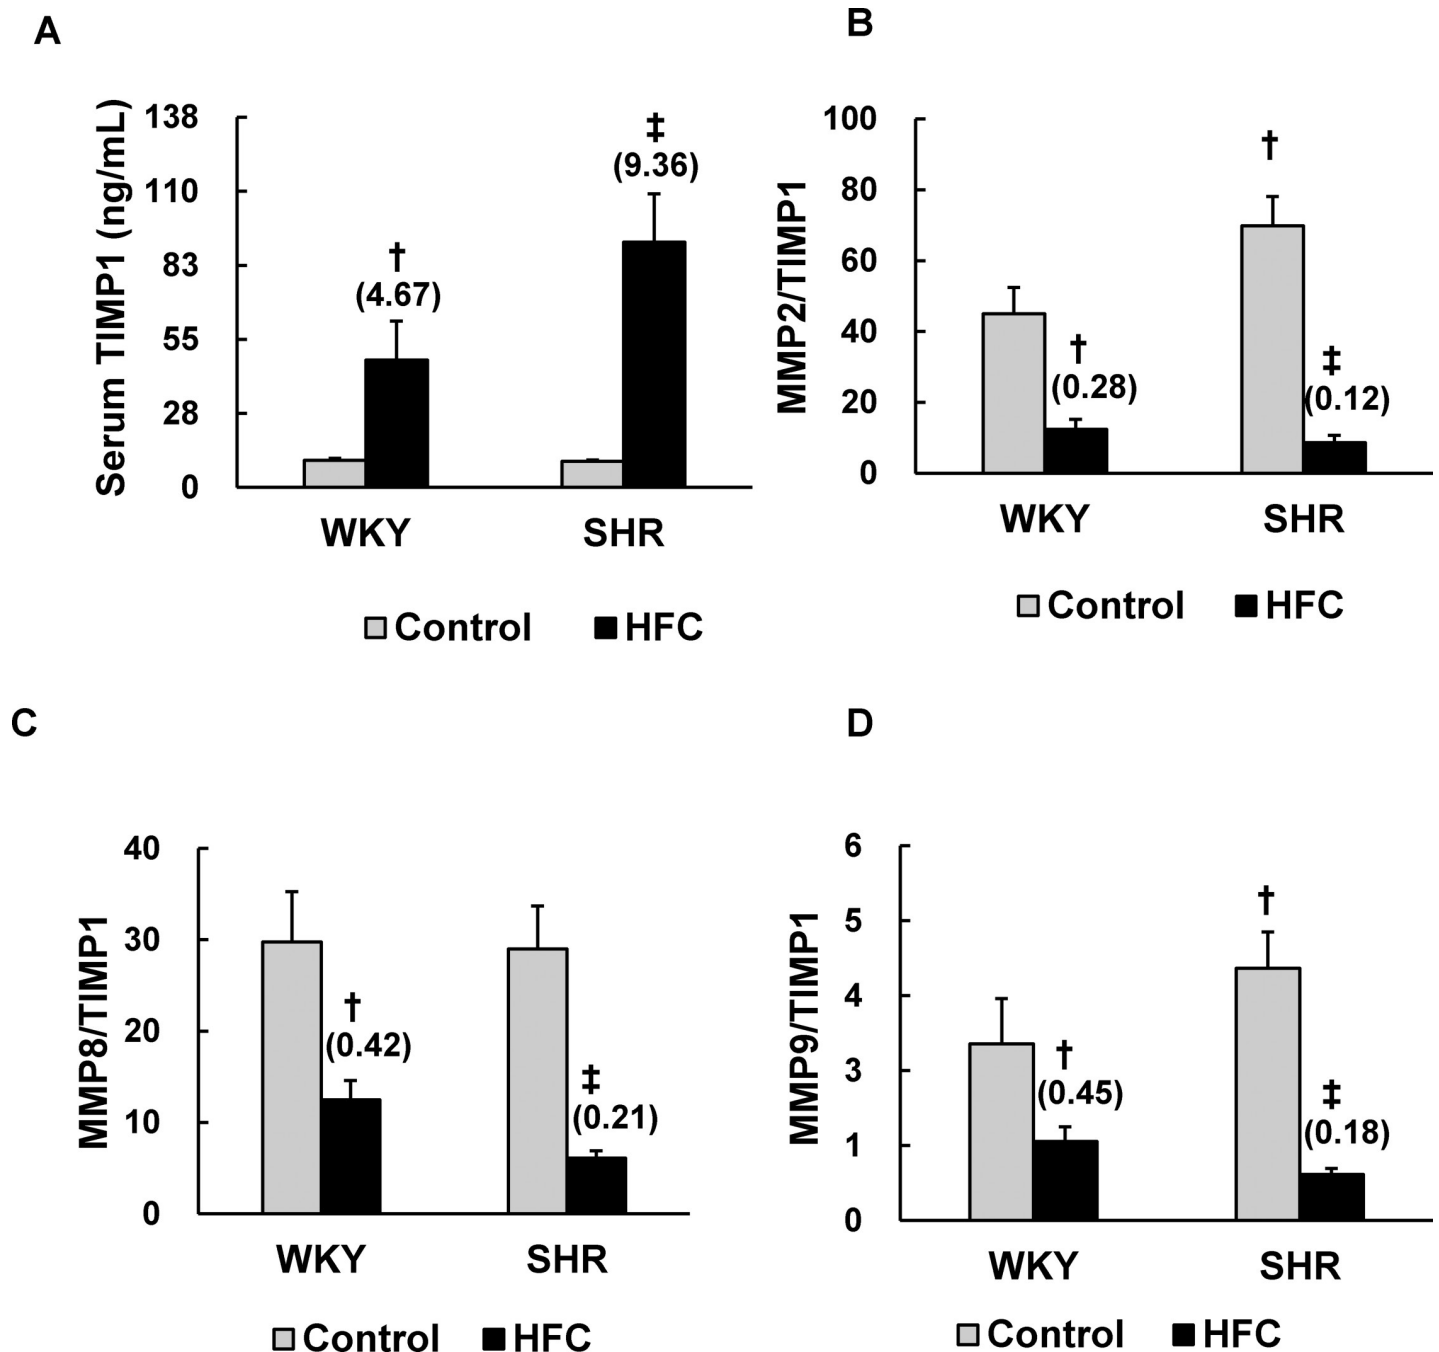 A
Serum TIMP1 (ng/mL)
138
110
83
55
28
0
†
(4.67)
‡
(9.36)
WKY
SHR
Control
HFC
B
MMP2/TIMP1
100
80
60
40
20
0
†
(0.28)
†
‡
(0.12)
WKY
SHR
Control
HFC
C
MMP8/TIMP1
40
30
20
10
0
†
(0.42)
‡
(0.21)
WKY
SHR
Control
HFC
D
MMP9/TIMP1
6
5
4
3
1
0
†
(0.45)
†
‡
(0.18)
WKY
SHR
Control
HFC